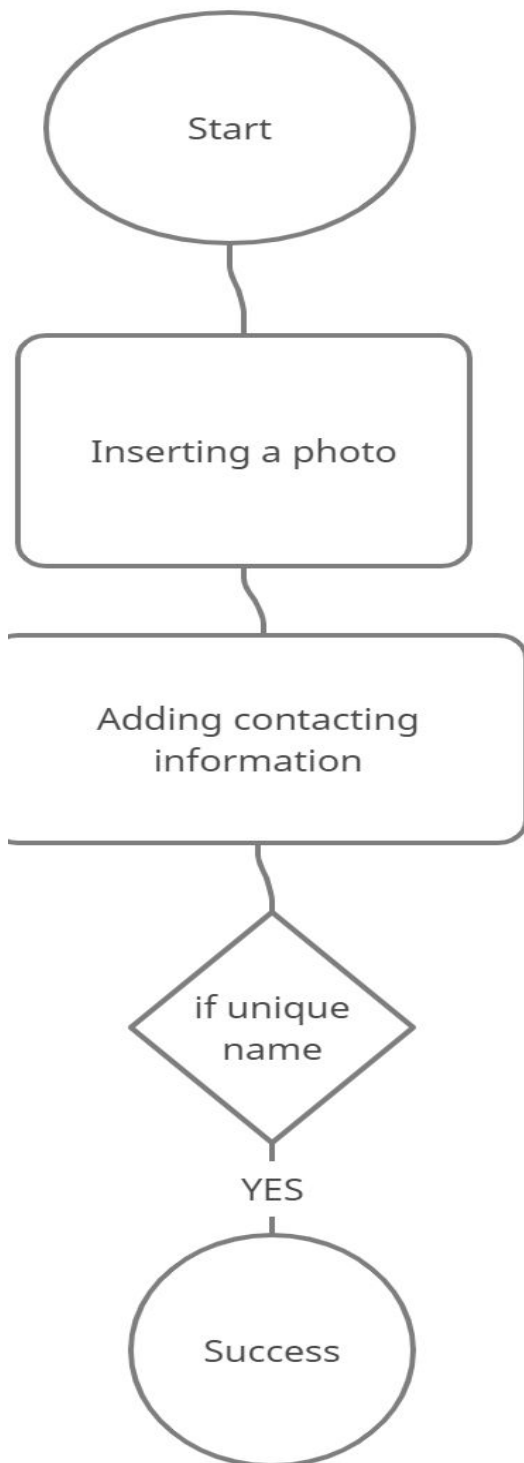 Start
Inserting a photo
Adding contacting
information
if unique
name
YES
Success